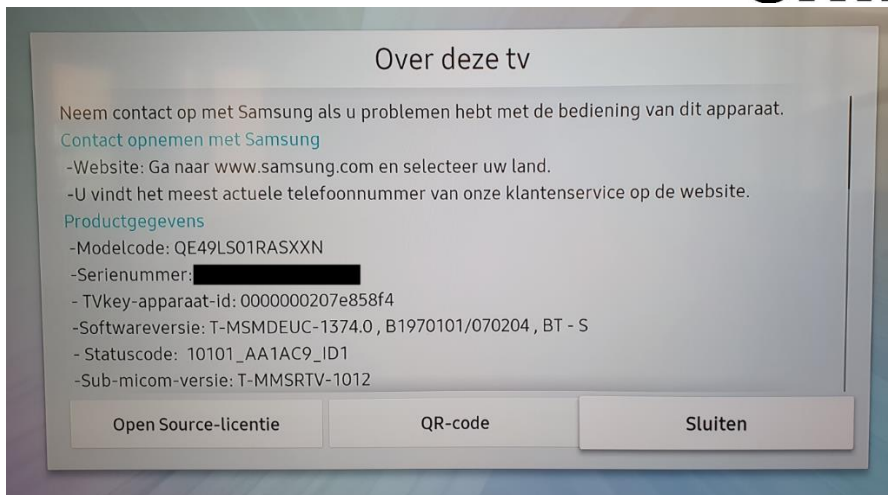 Over deze tv
Neem contact op met Samsung als u problemen hebt met de bediening van dit apparaat.
Contact opnemen met Samsung
-Website: Ga naar www.samsung.com en selecteer uw land.
-U vindt het meest actuele telefoonnummer van onze klantenservice op de website.
Productgegevens
-Modelcode: QE49LS01RASXXN
-Serienummer:
- TVkey-apparaat-id: 0000000207e858f4
-Softwareversie: T-MSMDEUC-1374.0 , B1970101/070204 , BT - S
- Statuscode: 10101_AA1AC9_ID1
-Sub-micom-versie: T-MMSRTV-1012
Open Source-licentie QR-code Sluiten